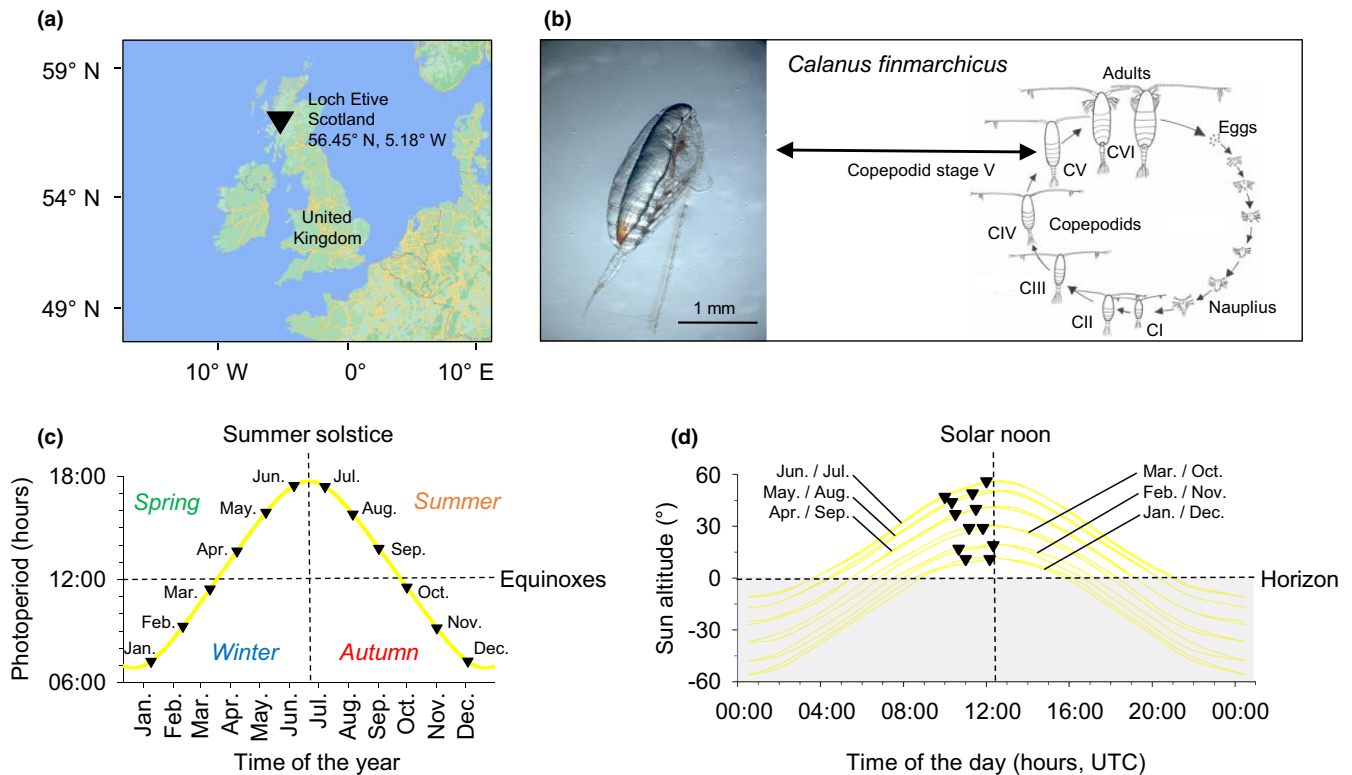 (a)
59° N
54° N
49° N
10° W
0°
10° E
Loch Etive
Scotland
56.45° N, 5.18° W
United
Kingdom
(b)
Calanus finmarchicus
Copepodid stage V
1 mm
Adults
Eggs
CVI
CV
CIV
Copepodids
CIII
CII
CI
Nauplius
(c)
Summer solstice
Photoperiod (hours)
18:00
12:00
06:00
Spring
Summer
Winter
Autumn
Equinoxes
Jan.
Feb.
Mar.
Apr.
May.
Jun.
Jul.
Aug.
Sep.
Oct.
Nov.
Dec.
Jan.
Feb.
Mar.
Apr.
May.
Jun.
Jul.
Aug.
Sep.
Oct.
Nov.
Dec.
Time of the year
(d)
Solar noon
Sun altitude (°)
60
30
0
-30
-60
Jun. / Jul.
May. / Aug.
Apr. / Sep.
Mar. / Oct.
Feb. / Nov.
Jan. / Dec.
Horizon
00:00
04:00
08:00
12:00
16:00
20:00
00:00
Time of the day (hours, UTC)